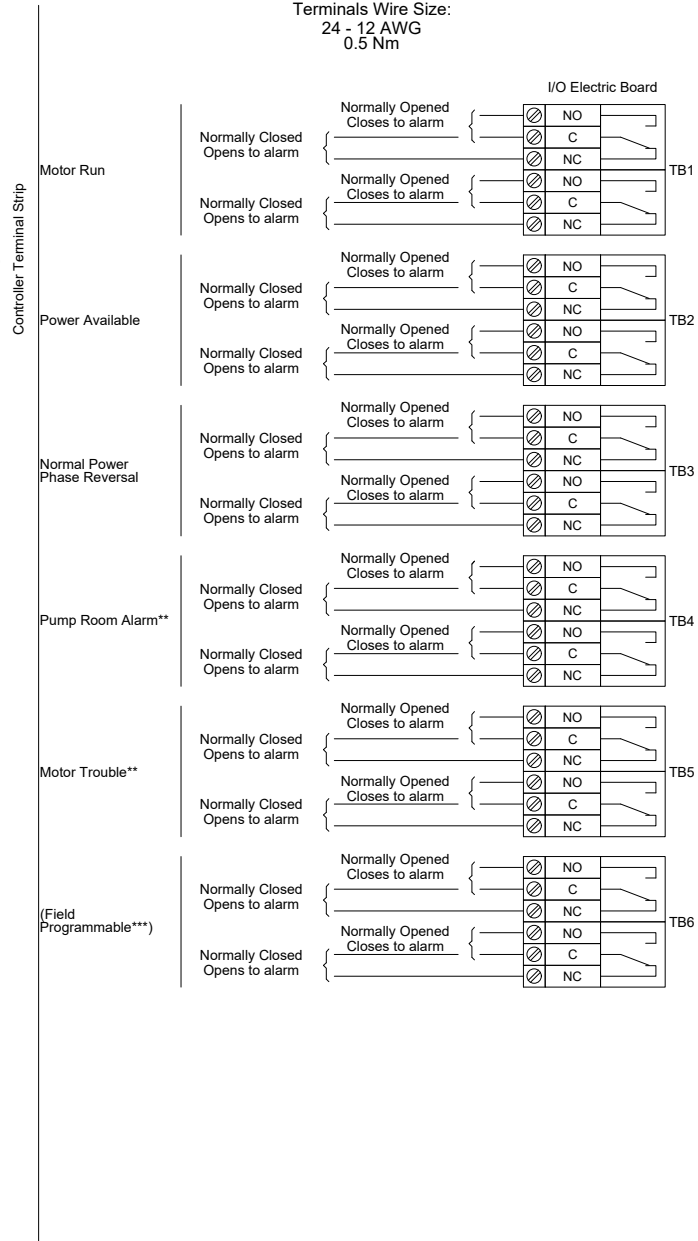 Terminals Wire Size:
24 - 12 AWG
0.5 Nm
I/O Electric Board
Controller Terminal Strip
Motor Run
Normally Opened
Closes to alarm
Normally Closed
Opens to alarm
NO
C
NC
Normally Opened
Closes to alarm
Normally Closed
Opens to alarm
NO
C
NC
TB1
Power Available
Normally Opened
Closes to alarm
Normally Closed
Opens to alarm
NO
C
NC
Normally Opened
Closes to alarm
Normally Closed
Opens to alarm
NO
C
NC
TB2
Normal Power
Phase Reversal
Normally Opened
Closes to alarm
Normally Closed
Opens to alarm
NO
C
NC
Normally Opened
Closes to alarm
Normally Closed
Opens to alarm
NO
C
NC
TB3
Pump Room Alarm**
Normally Opened
Closes to alarm
Normally Closed
Opens to alarm
NO
C
NC
Normally Opened
Closes to alarm
Normally Closed
Opens to alarm
NO
C
NC
TB4
Motor Trouble**
Normally Opened
Closes to alarm
Normally Closed
Opens to alarm
NO
C
NC
Normally Opened
Closes to alarm
Normally Closed
Opens to alarm
NO
C
NC
TB5
(Field
Programmable***)
Normally Opened
Closes to alarm
Normally Closed
Opens to alarm
NO
C
NC
Normally Opened
Closes to alarm
Normally Closed
Opens to alarm
NO
C
NC
TB6